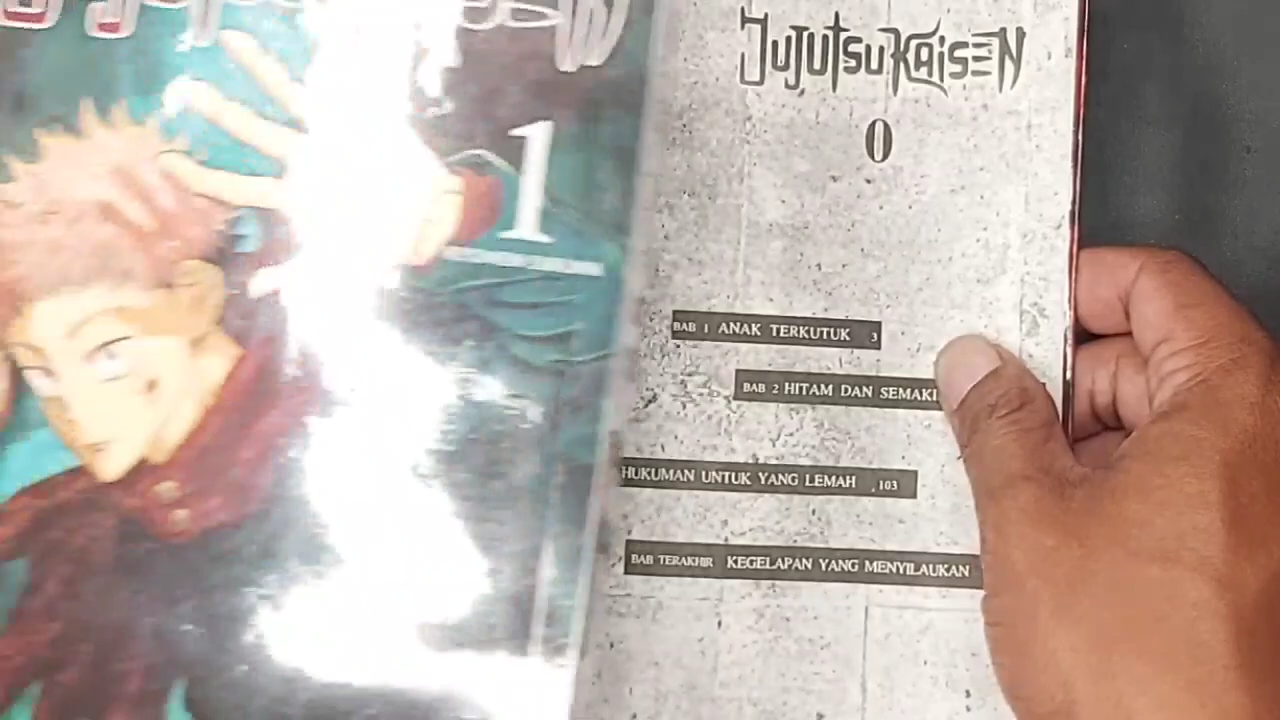 1
JUJUTSU KAISEN
0
BAB 1 ANAK TERKUTUK 3
BAB 2 HITAM DAN
HUKUMAN UNTUK YANG LEMAH 103
BAB TERAKHIR KEGELAPAN YANG MENYILAUKAN